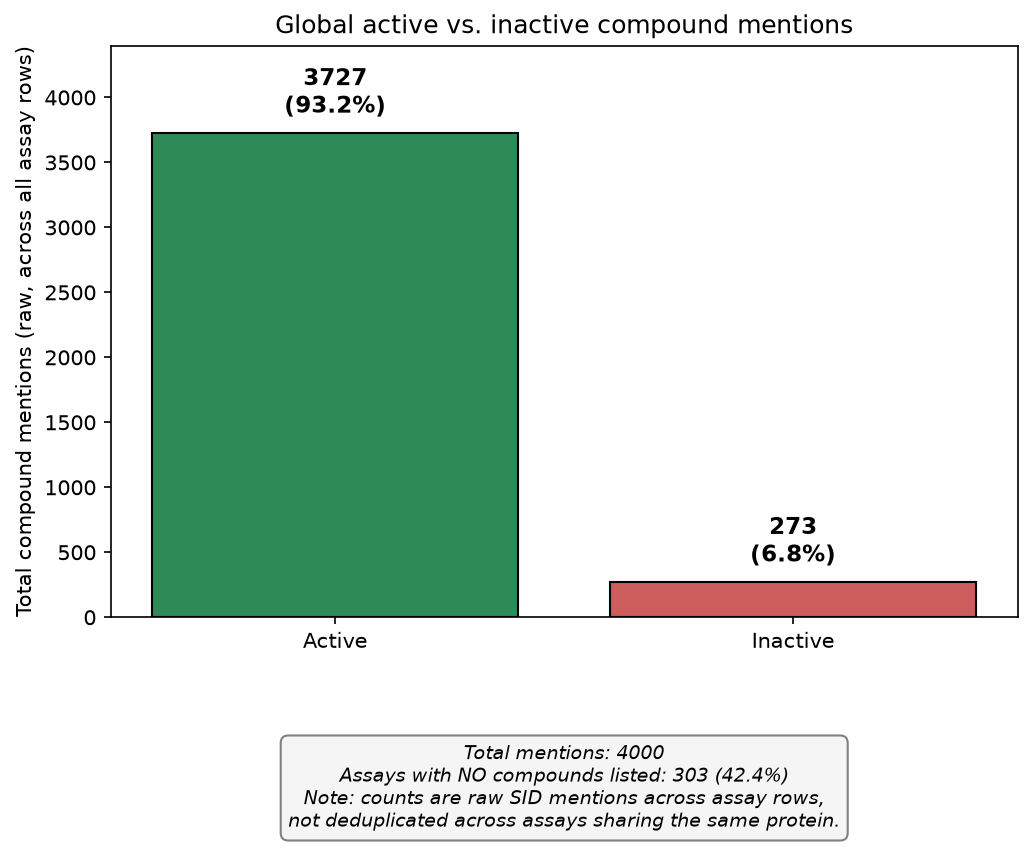 Global active vs. inactive compound mentions
Total compound mentions (raw, across all assay rows)
4000
3500
3000
2500
2000
1500
1000
500
0
3727
(93.2%)
273
(6.8%)
Active
Inactive
Total mentions: 4000
Assays with NO compounds listed: 303 (42.4%)
Note: counts are raw SID mentions across assay rows,
not deduplicated across assays sharing the same protein.